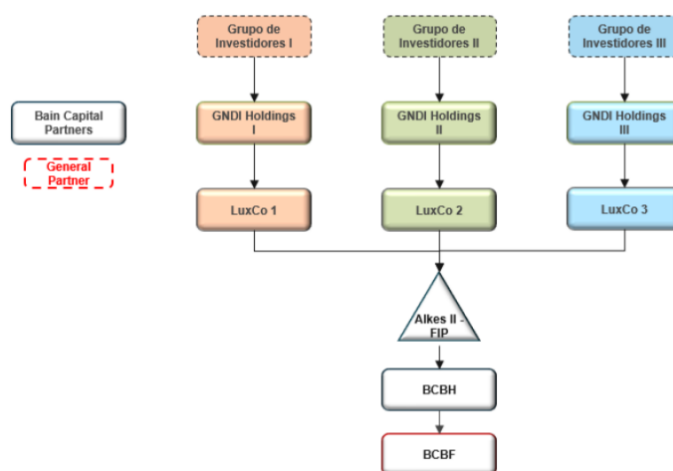 Grupo de
Investidores I
Grupo de
Investidores II
Grupo de
Investidores III
Bain Capital
Partners
General
Partner
GNDI Holdings
I
GNDI Holdings
II
GNDI Holdings
III
LuxCo 1
LuxCo 2
LuxCo 3
Alkes II -
FIP
BCBH
BCBF